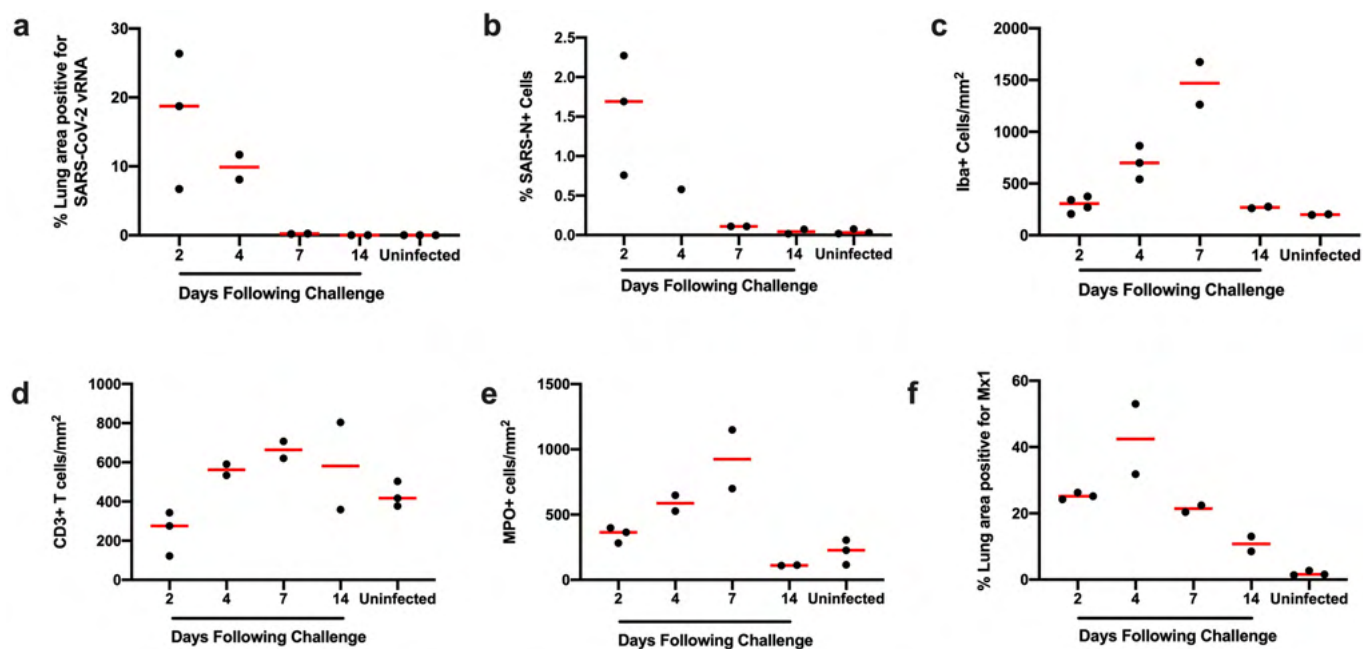 a
% Lung area positive for
SARS-CoV-2 vRNA
30
20
10
0
2 4 7 14 Uninfected
Days Following Challenge
b
% SARS-N+ Cells
2.5
2.0
1.5
1.0
0.5
0.0
2 4 7 14 Uninfected
Days Following Challenge
c
Iba+ Cells/mm²
2000
1500
1000
500
0
2 4 7 14 Uninfected
Days Following Challenge
d
CD3+ T cells/mm²
1000
800
600
400
200
0
2 4 7 14 Uninfected
Days Following Challenge
e
MPO+ cells/mm²
1500
1000
500
0
2 4 7 14 Uninfected
Days Following Challenge
f
% Lung area positive for Mx1
60
40
20
0
2 4 7 14 Uninfected
Days Following Challenge